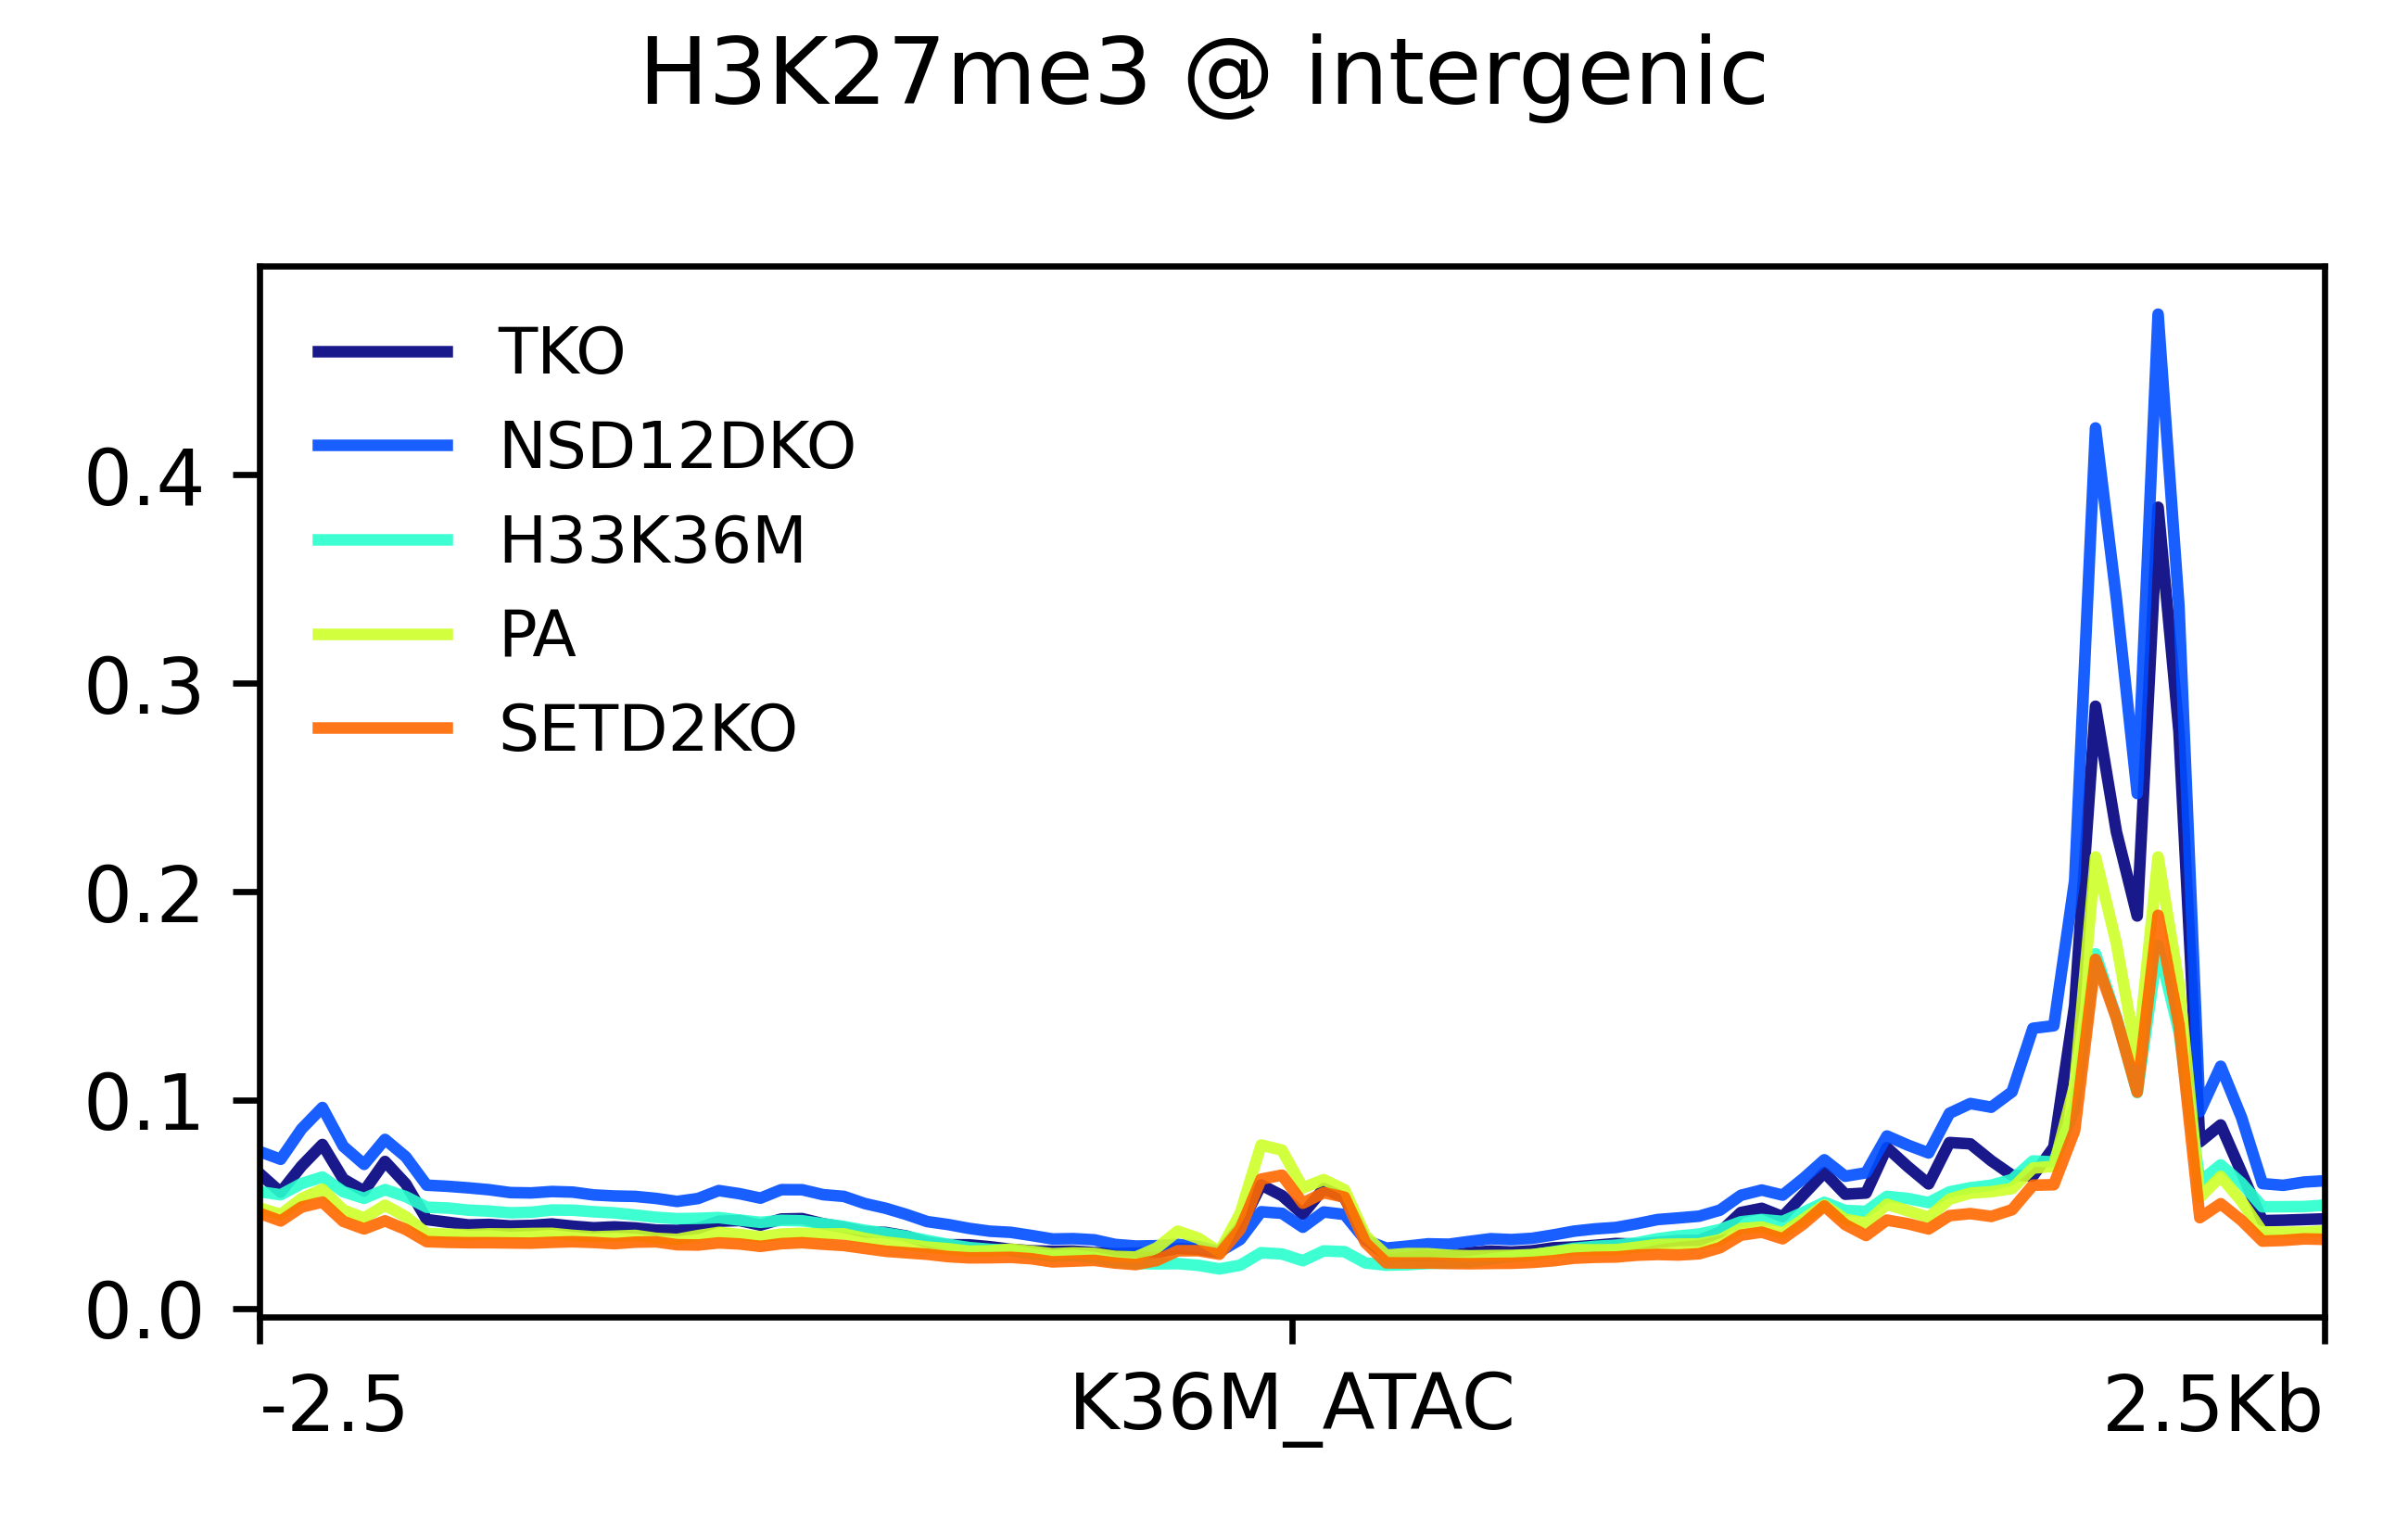 H3K27me3 @ intergenic
TKO
NSD12DKO
H33K36M
PA
SETD2KO
0.4
0.3
0.2
0.1
0.0
-2.5
K36M_ATAC
2.5Kb